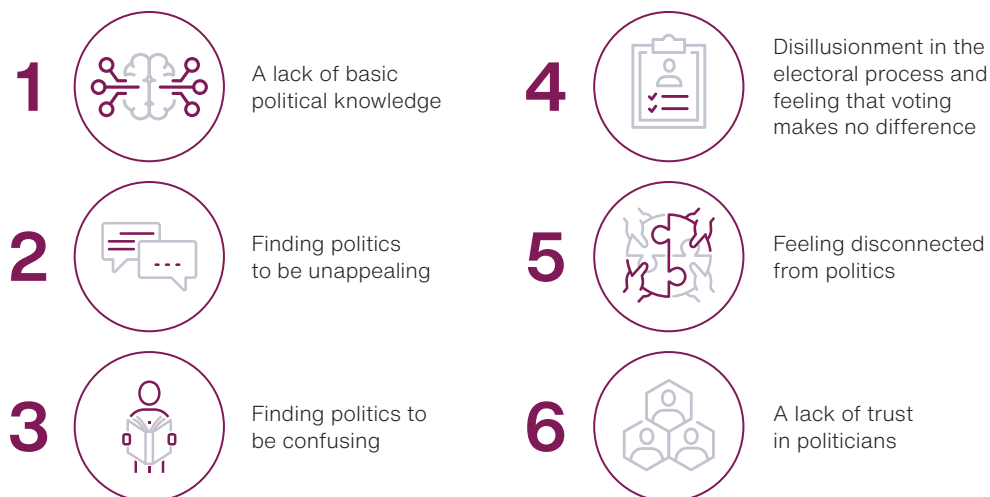 1
A lack of basic
political knowledge
2
Finding politics
to be unappealing
3
Finding politics to
be confusing
4
Disillusionment in the
electoral process and
feeling that voting
makes no difference
5
Feeling disconnected
from politics
6
A lack of trust
in politicians